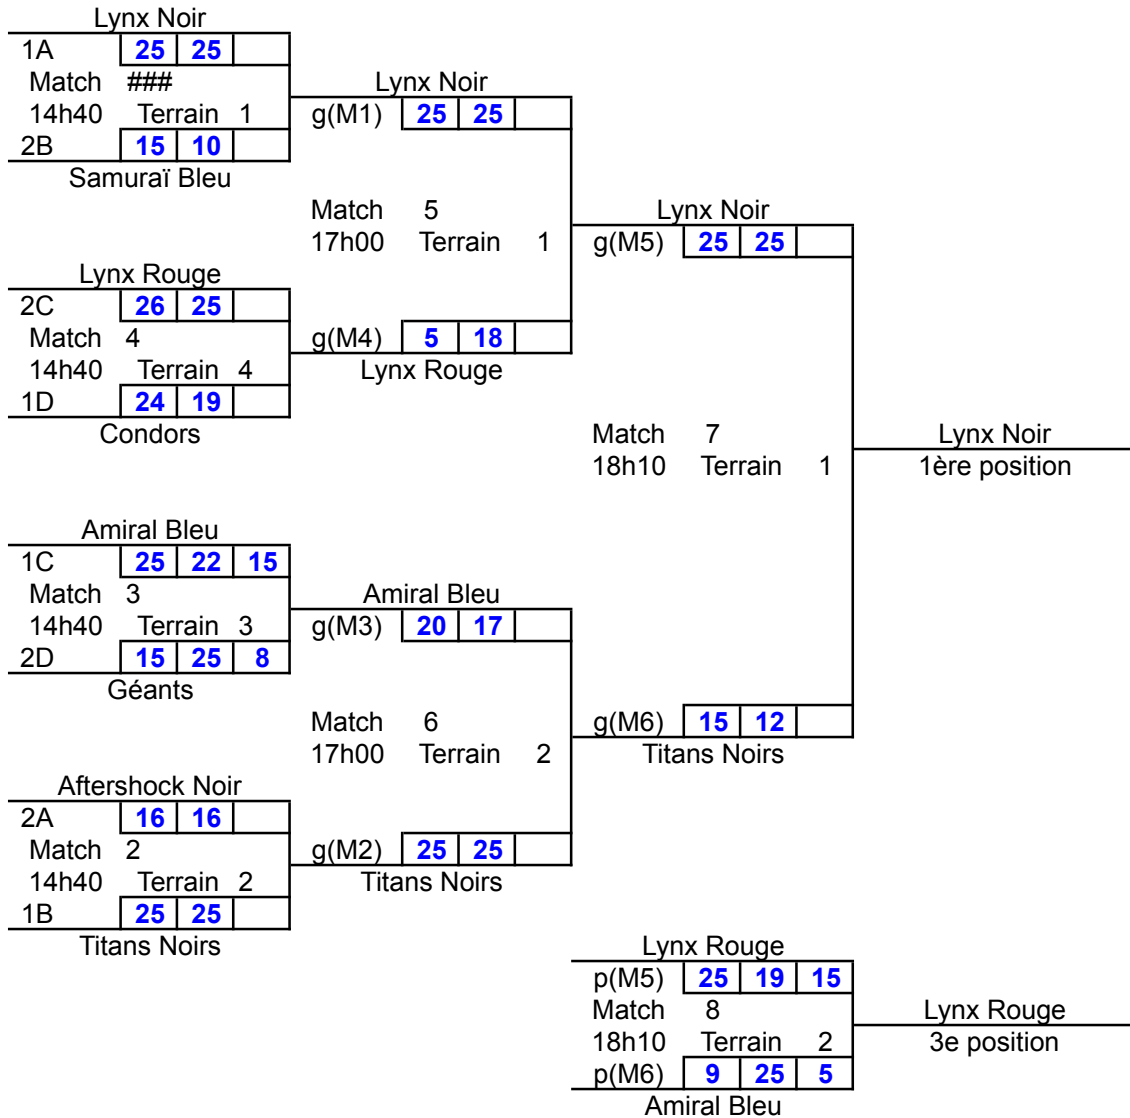 Lynx Noir
1A 25 25
Match ###
14h40 Terrain 1
2B 15 10
Samuraï Bleu
Lynx Rouge
2C 26 25
Match 4
14h40 Terrain 4
1D 24 19
Condors
Amiral Bleu
1C 25 22 15
Match 3
14h40 Terrain 3
2D 15 25 8
Géants
Aftershock Noir
2A 16 16
Match 2
14h40 Terrain 2
1B 25 25
Titans Noirs
Lynx Noir
g(M1) 25 25
Match 5
17h00 Terrain 1
g(M4) 5 18
Lynx Rouge
Amiral Bleu
g(M3) 20 17
Match 6
17h00 Terrain 2
g(M2) 25 25
Titans Noirs
Lynx Noir
g(M5) 25 25
Match 7
18h10 Terrain 1
g(M6) 15 12
Titans Noirs
Lynx Noir
1ère position
Lynx Rouge
p(M5) 25 19 15
Match 8
18h10 Terrain 2
p(M6) 9 25 5
Amiral Bleu
Lynx Rouge
3e position